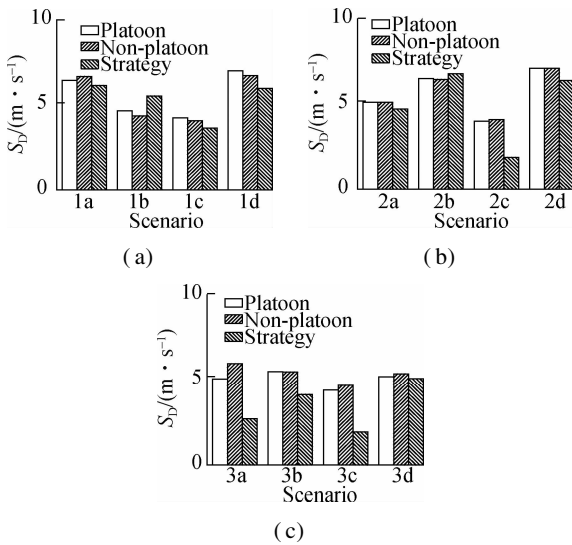 10
Platoon
Non-platoon
Strategy
5
0
S_D/(m · s⁻¹)
1a 1b 1c 1d
Scenario
(a)
10
Platoon
Non-platoon
Strategy
5
0
S_D/(m · s⁻¹)
2a 2b 2c 2d
Scenario
(b)
10
Platoon
Non-platoon
Strategy
5
0
S_D/(m · s⁻¹)
3a 3b 3c 3d
Scenario
(c)